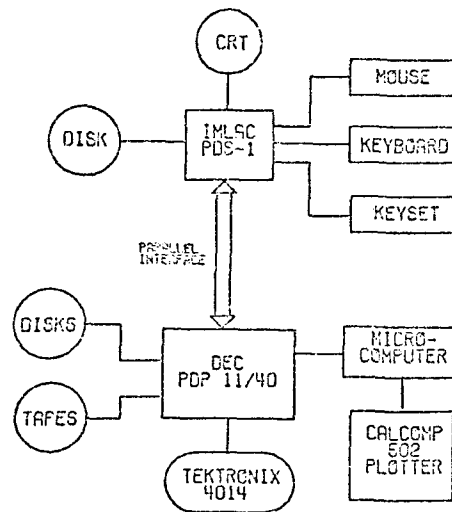 CRT
MOUSE
IMLAC
PDS-1
DISK
KEYBOARD
KEYSET
PARALLEL
INTERFACE
DISKS
DEC
PDP 11/40
MICRO-
COMPUTER
TAPES
CALCOMP
502
PLOTTER
TEKTRONIX
4014